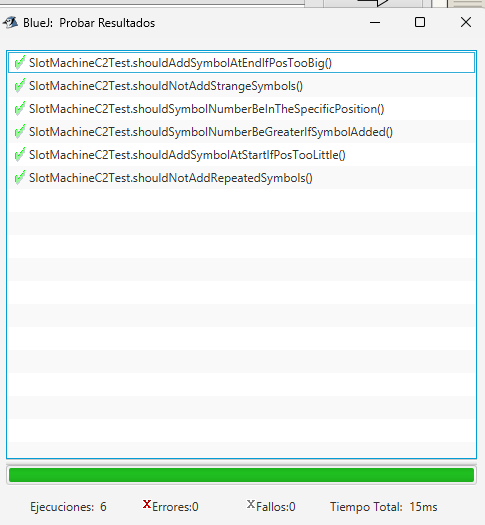 BlueJ: Probar Resultados
SlotMachineC2Test.shouldAddSymbolAtEndIfPosTooBig()
SlotMachineC2Test.shouldNotAddStrangeSymbols()
SlotMachineC2Test.shouldSymbolNumberBeInTheSpecificPosition()
SlotMachineC2Test.shouldSymbolNumberBeGreaterIfSymbolAdded()
SlotMachineC2Test.shouldAddSymbolAtStartIfPosTooLittle()
SlotMachineC2Test.shouldNotAddRepeatedSymbols()
Ejecuciones: 6 Errores:0 Fallos:0 Tiempo Total: 15ms